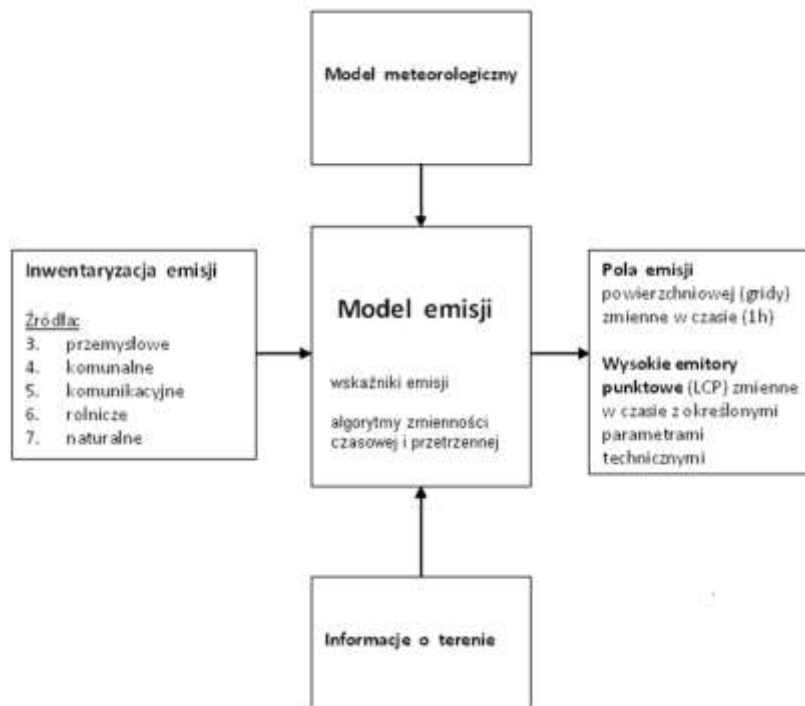 Model meteorologiczny
Inwentaryzacja emisji
Źródła:
3. przemysłowe
4. komunalne
5. komunikacyjne
6. rolnicze
7. naturalne
Model emisji
wskaźniki emisji
algorytmy zmienności
czasowej i przetrzennej
Pola emisji
powierzchniowej (gridy)
zmienne w czasie (1h)
Wysokie emitory
punktowe (LCP) zmienne
w czasie z określonymi
parametrami
technicznymi
Informacje o terenie